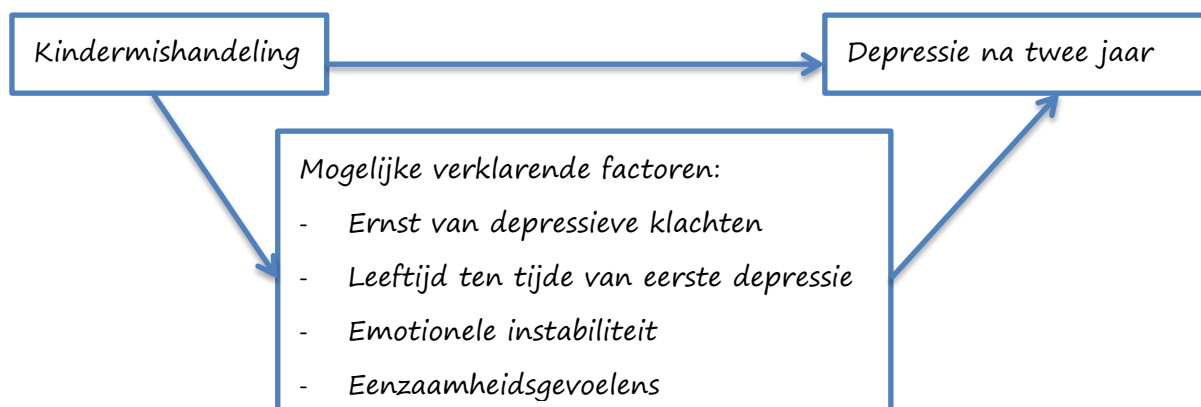 Kindermishandeling
Depressie na twee jaar
Mogelijke verklarende factoren:
- Ernst van depressieve klachten
- Leeftijd ten tijde van eerste depressie
- Emotionele instabiliteit
- Eenzaamheidsgevoelens